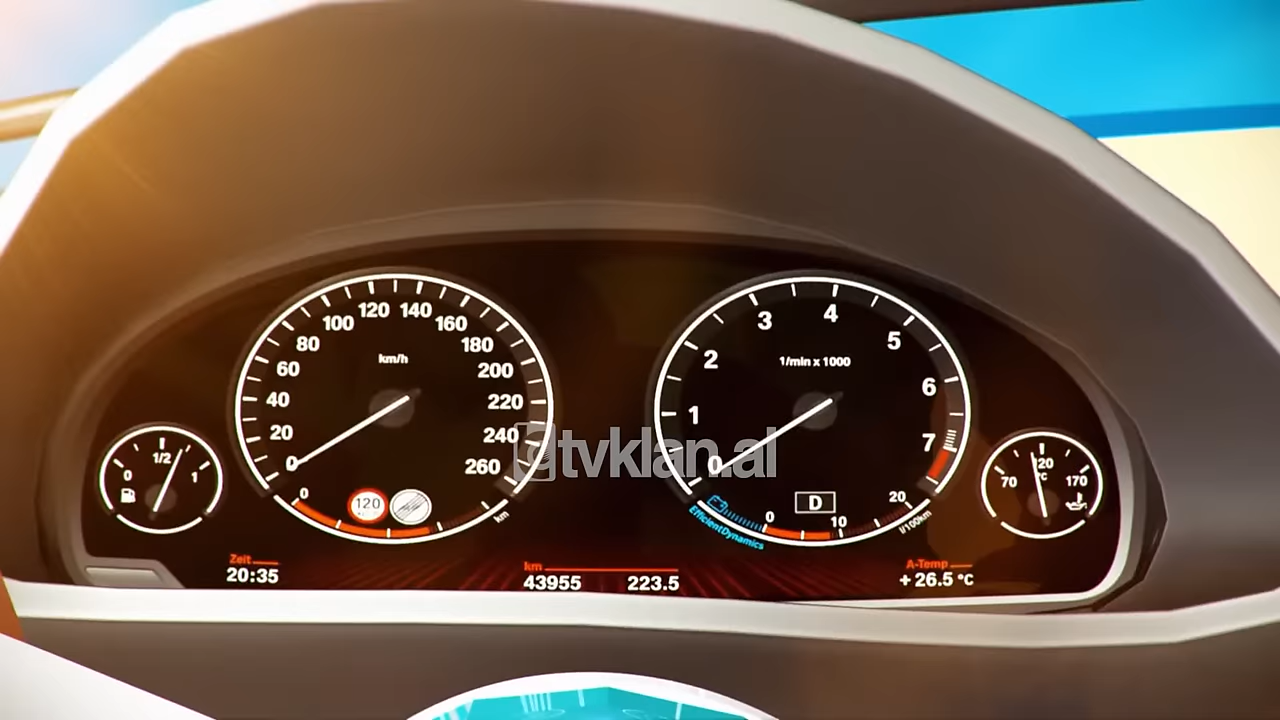 120 140
100 160
80 180
60 200
40 220
20 240
0 260
km/h
0
120
km
3 4
2 5
1 6
0 7
1/min x 1000
D
0 10 20
l/100km
EfficientDynamics
0 1/2 1
70 120 170
°C
tvklan.al
Zeit
20:35
km
43955 223.5
A-Temp
+ 26.5 °C